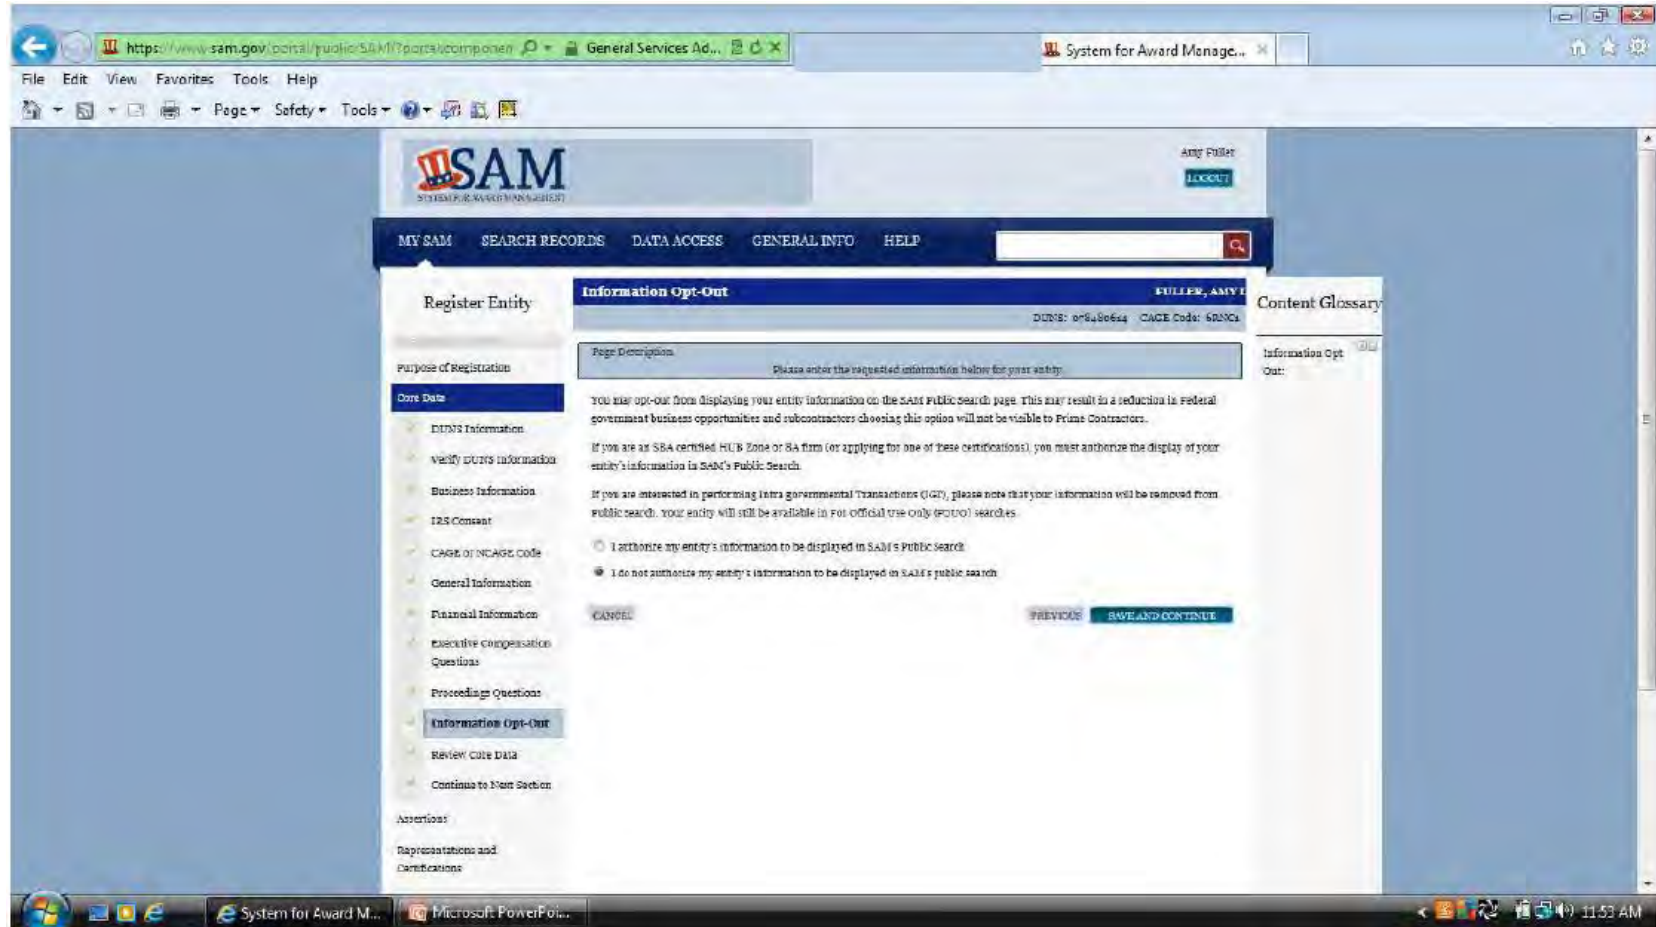 https://www.sam.gov/portal/public/SAM/?portal:componen
General Services Ad...
System for Award Manage...
File Edit View Favorites Tools Help
Page Safety Tools
SAM
SYSTEM FOR AWARD MANAGEMENT
Amy Fuller
LOGOUT
MY SAM SEARCH RECORDS DATA ACCESS GENERAL INFO HELP
Register Entity
Purpose of Registration
Core Data
DUNS Information
Verify DUNS Information
Business Information
IRS Consent
CAGE or NCAGE Code
General Information
Financial Information
Executive Compensation
Questions
Proceedings Questions
Information Opt-Out
Review Core Data
Continue to Next Section
Assertions
Representations and
Certifications
Information Opt-Out
FULLER, AMY
DUNS: 078480614 CAGE Code:
Page Description
Please enter the requested information below for your entity.
You may opt-out from displaying your entity information on the SAM Public Search page. This may result in a reduction in Federal
government business opportunities and subcontractors choosing this option will not be visible to Prime Contractors.
If you are an SBA certified HUB Zone or 8A firm (or applying for one of these certifications), you must authorize the display of your
entity's information in SAM's Public Search.
If you are interested in performing Intra governmental Transactions (IGT), please note that your information will be removed from
Public search. Your entity will still be available in For Official Use Only (FOUO) searches.
I authorize my entity's information to be displayed in SAM's Public Search
I do not authorize my entity's information to be displayed in SAM's public search
CANCEL
PREVIOUS
SAVE AND CONTINUE
Content Glossary
Information Opt
Out:
System for Award M...
Microsoft PowerPoi...
11:53 AM